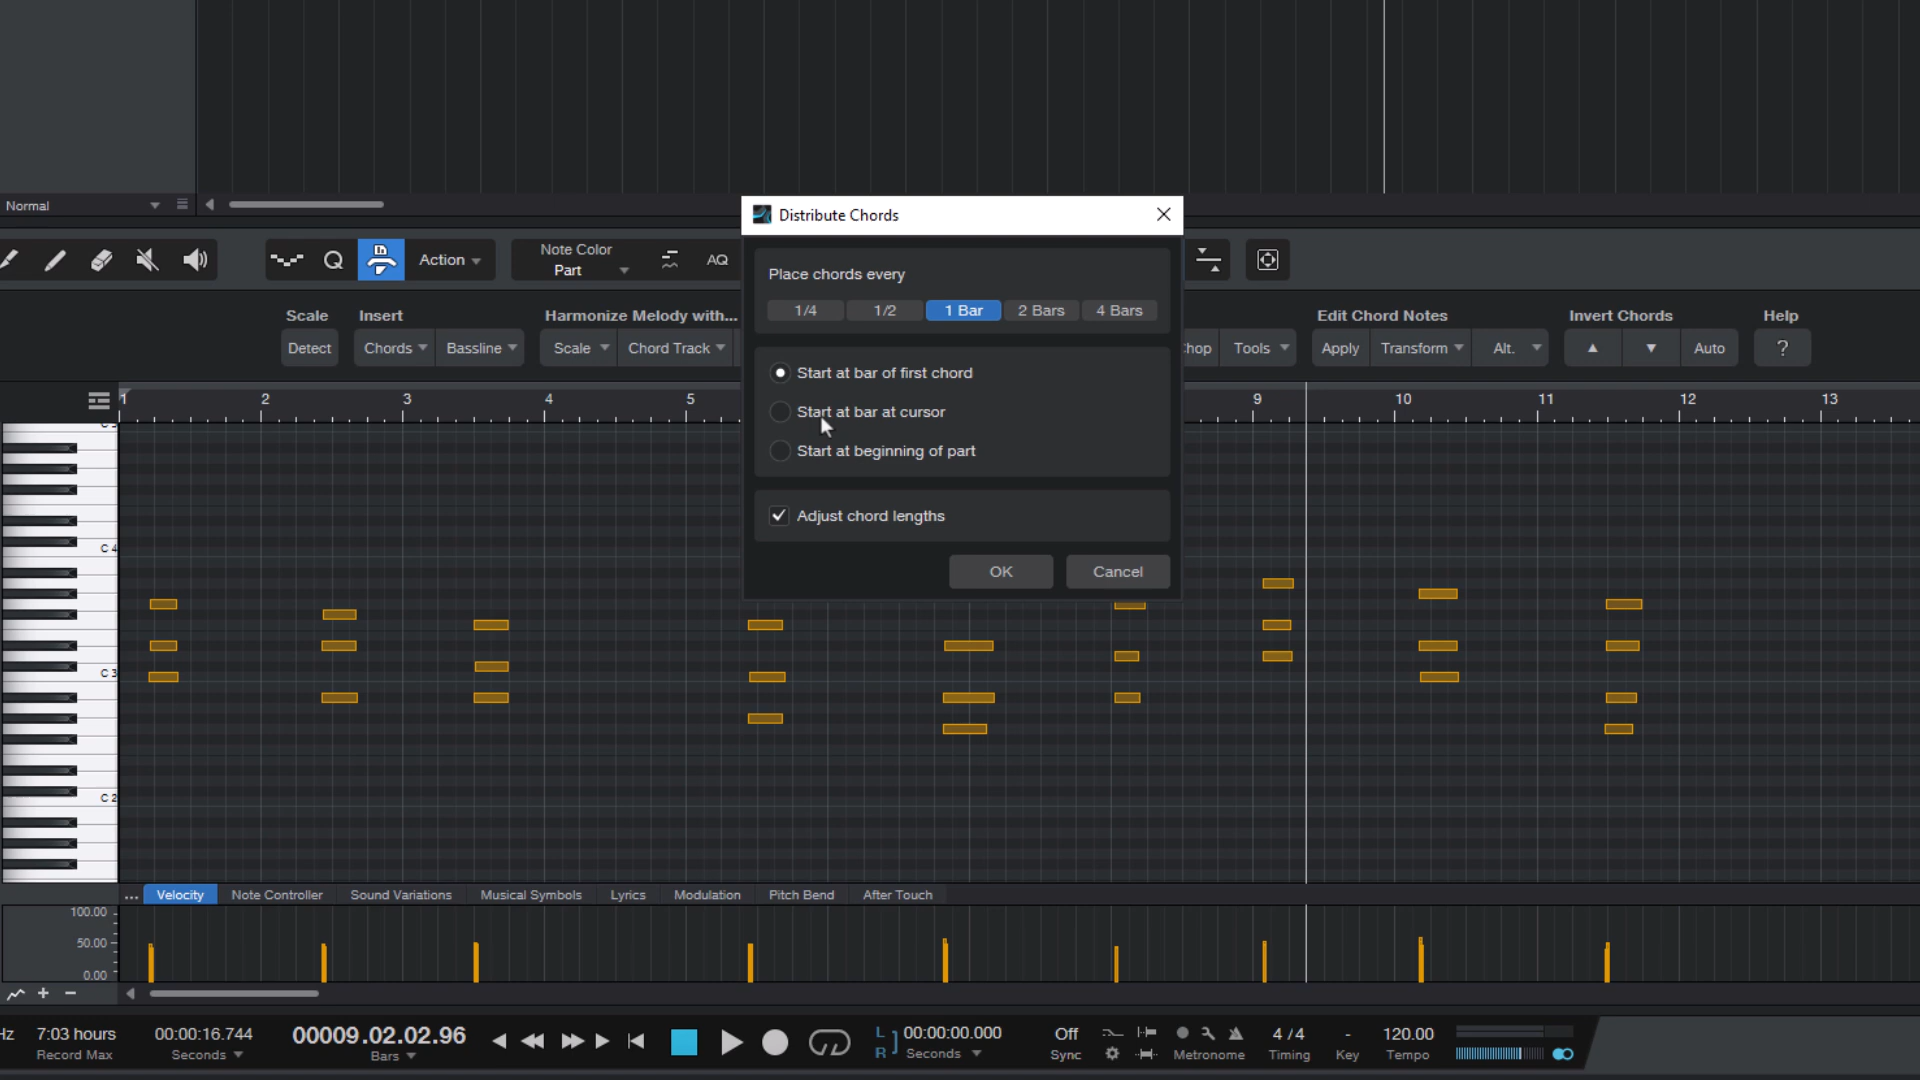 Normal
Distribute Chords
Place chords every
1/4 1/2 1 Bar 2 Bars 4 Bars
Start at bar of first chord
Start at bar at cursor
Start at beginning of part
Adjust chord lengths
OK Cancel
Q
Action
Note Color
Part
AQ
Scale Insert Harmonize Melody with... Edit Chord Notes Invert Chords Help
Detect Chords Bassline Scale Chord Track hop Tools Apply Transform Alt. Auto ?
1 2 3 4 5 9 10 11 12 13
C 4
C 3
C 2
... Velocity Note Controller Sound Variations Musical Symbols Lyrics Modulation Pitch Bend After Touch
100.00
50.00
0.00
Hz 7:03 hours 00:00:16.744 00009.02.02.96 L 00:00:00.000 Off 4 / 4 - 120.00
Record Max Seconds Bars R Seconds Sync Metronome Timing Key Tempo